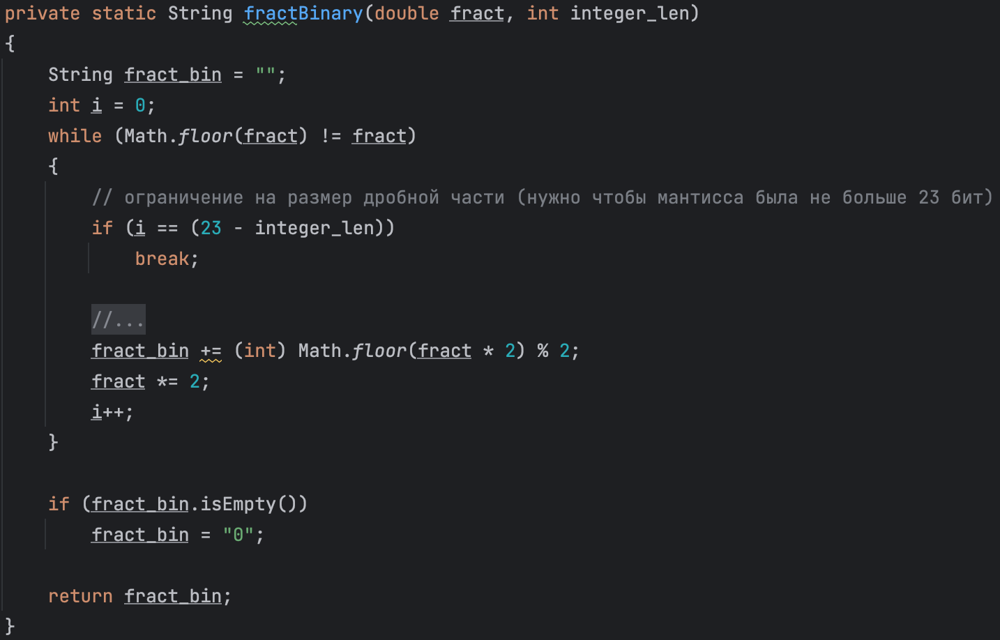 private static String fractBinary(double fract, int integer_len)
{
    String fract_bin = "";
    int i = 0;
    while (Math.floor(fract) != fract)
    {
        // ограничение на размер дробной части (нужно чтобы мантисса была не больше 23 бит)
        if (i == (23 - integer_len))
            break;

        //...
        fract_bin += (int) Math.floor(fract * 2) % 2;
        fract *= 2;
        i++;
    }

    if (fract_bin.isEmpty())
        fract_bin = "0";

    return fract_bin;
}